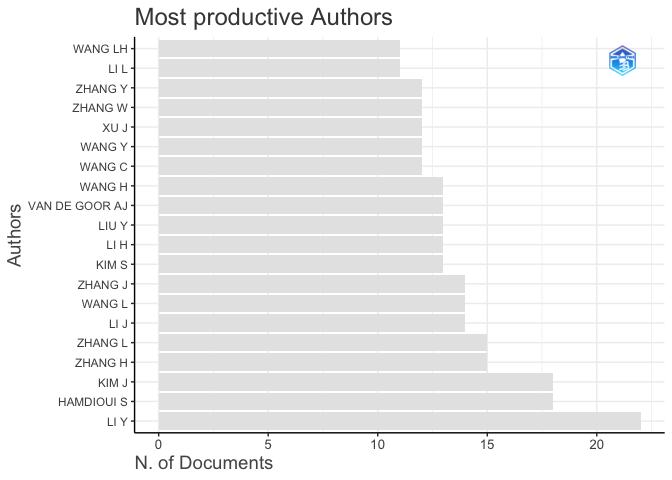 Most productive Authors
WANG LH
LI L
ZHANG Y
ZHANG W
XU J
WANG Y
WANG C
WANG H
VAN DE GOOR AJ
LIU Y
LI H
KIM S
ZHANG J
WANG L
LI J
ZHANG L
ZHANG H
KIM J
HAMDIOUI S
LI Y
Authors
0 5 10 15 20
N. of Documents